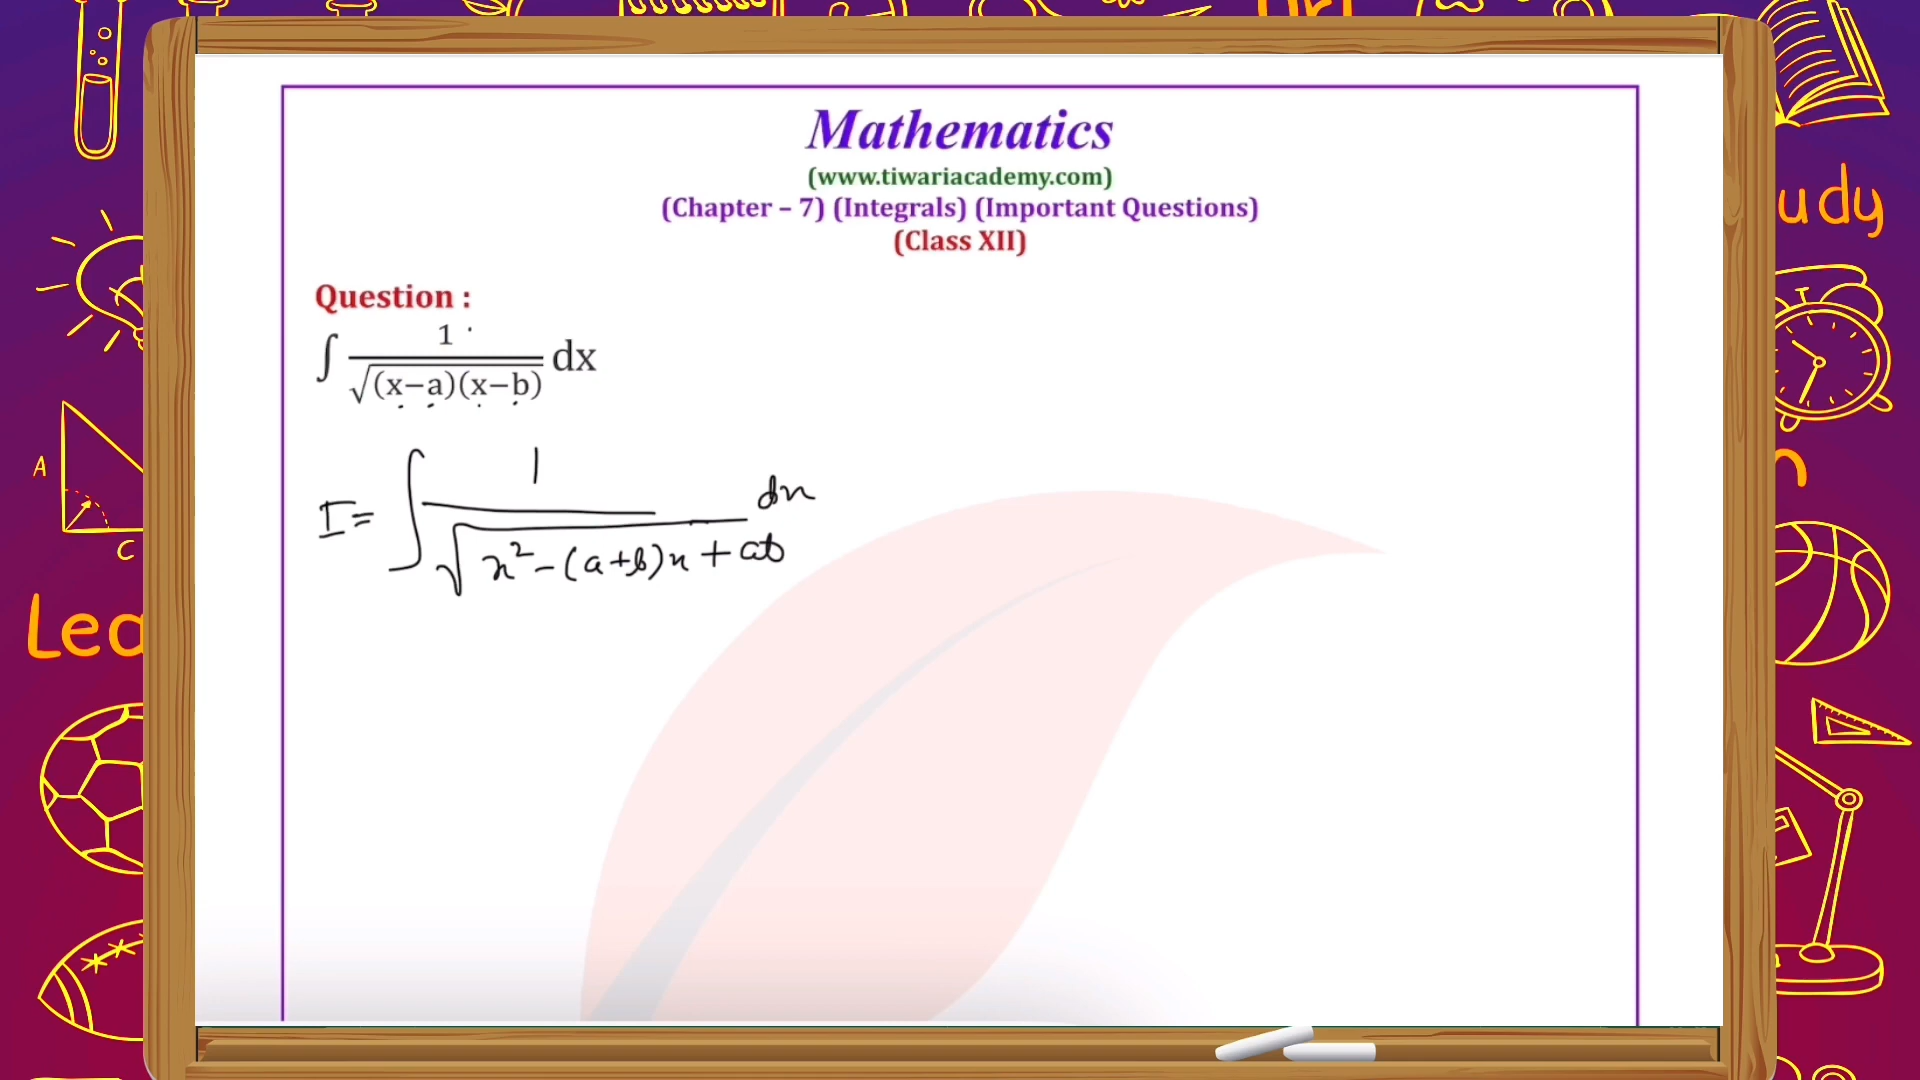 Mathematics
(www.tiwariacademy.com)
(Chapter – 7) (Integrals) (Important Questions)
(Class XII)
Question :
∫ 1/√((x−a)(x−b)) dx
I = ∫ 1/√(x² − (a+b)x + ab) dx
udy
A
C
Lea
n